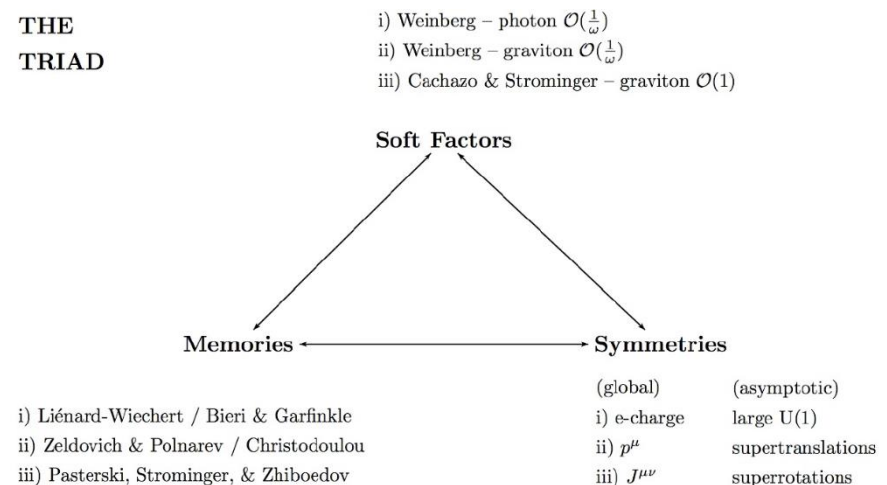 THE
TRIAD
i) Weinberg – photon 𝒪(1/ω)
ii) Weinberg – graviton 𝒪(1/ω)
iii) Cachazo & Strominger – graviton 𝒪(1)
Soft Factors
Memories
Symmetries
i) Liénard-Wiechert / Bieri & Garfinkle
ii) Zeldovich & Polnarev / Christodoulou
iii) Pasterski, Strominger, & Zhiboedov
(global) (asymptotic)
i) e-charge large U(1)
ii) p^μ supertranslations
iii) J^μν superrotations